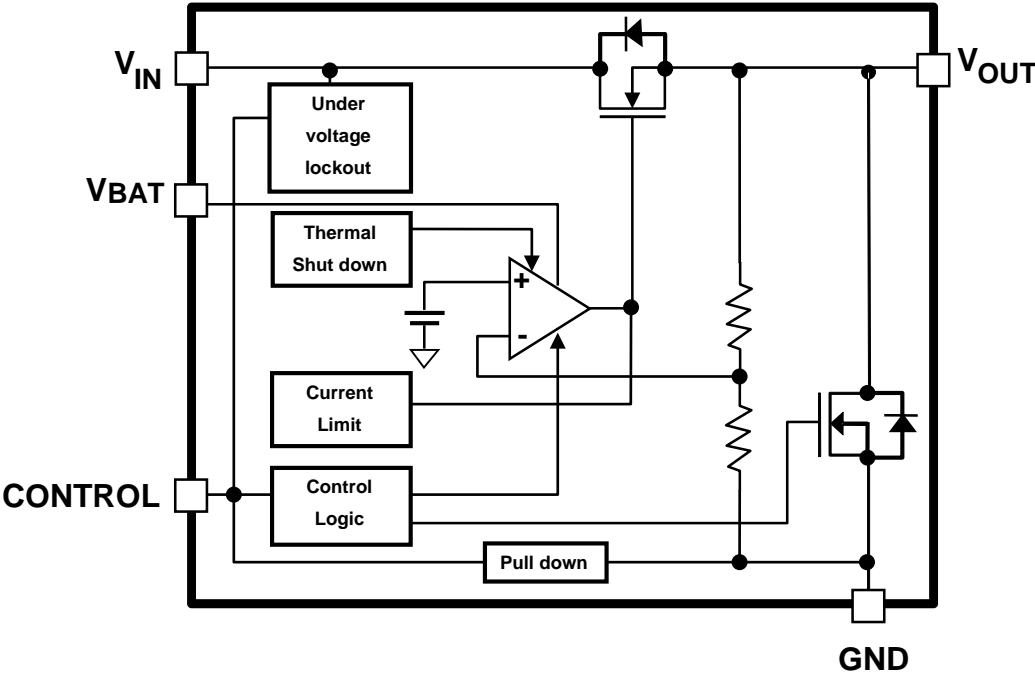 VIN
VOUT
Under
voltage
lockout
VBAT
Thermal
Shut down
+
-
Current
Limit
CONTROL
Control
Logic
Pull down
GND